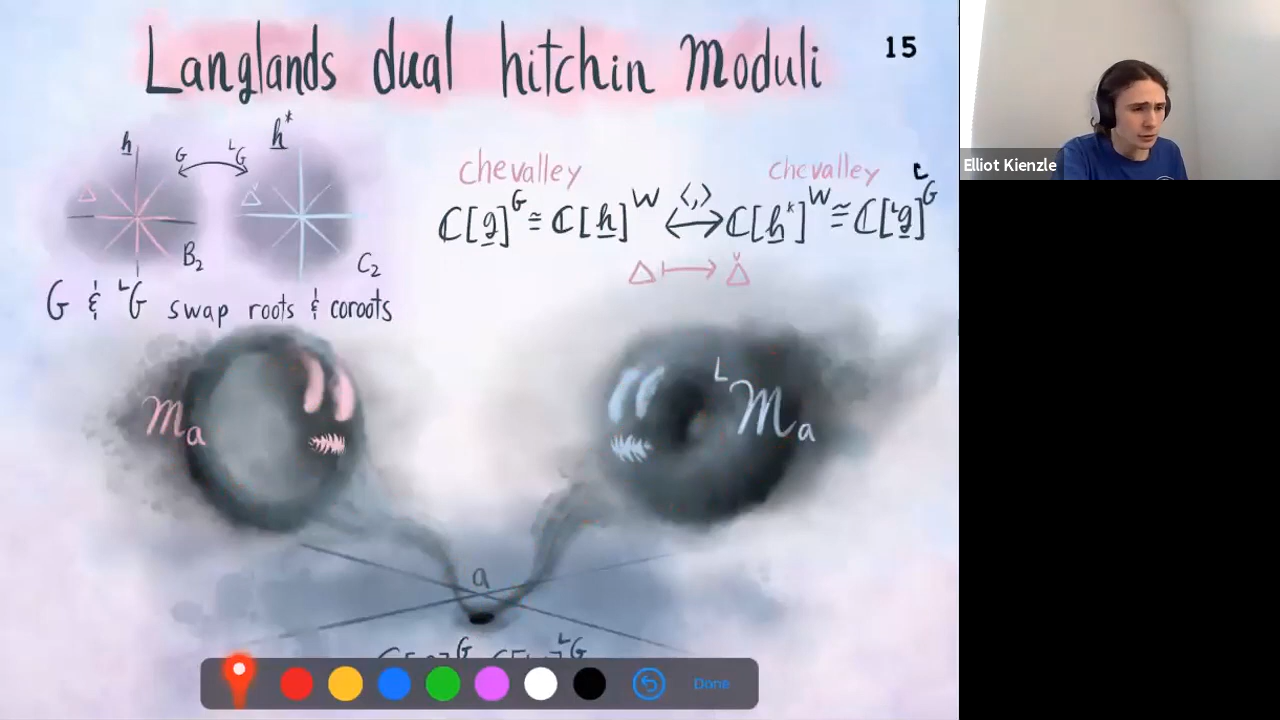 Langlands dual hitchin Moduli
15
Elliot Kienzle
h
h*
G ᴸG
Δ
Δ̌
B₂
C₂
G & ᴸG swap roots & coroots
chevalley
chevalley
ℂ[g]ᴳ ≅ ℂ[h]ᵂ ⟷ ℂ[h*]ᵂ ≅ ℂ[ᴸg]ᴳ
⟨,⟩
Δ ⟼ Δ̌
mₐ
ᴸmₐ
a
Done